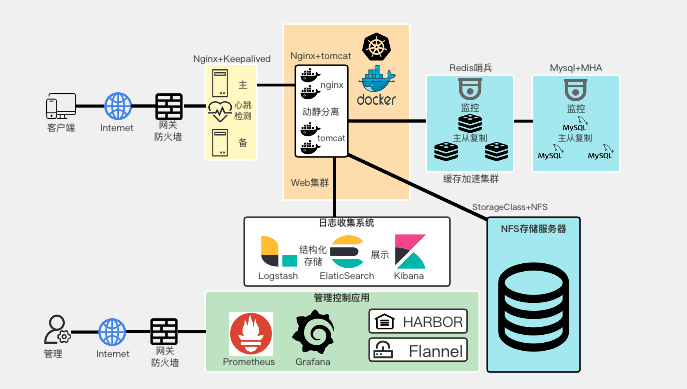 Nginx+Keepalived
Nginx+tomcat
Redis哨兵
Mysql+MHA
主
心跳
检测
备
nginx
动静分离
tomcat
docker
监控
主从复制
监控
MySQL
主从复制
MySQL
MySQL
客户端
Internet
网关
防火墙
Web集群
缓存加速集群
StorageClass+NFS
日志收集系统
结构化
存储
展示
Logstash
ElaticSearch
Kibana
NFS存储服务器
管理控制应用
HARBOR
Flannel
Prometheus
Grafana
管理
Internet
网关
防火墙